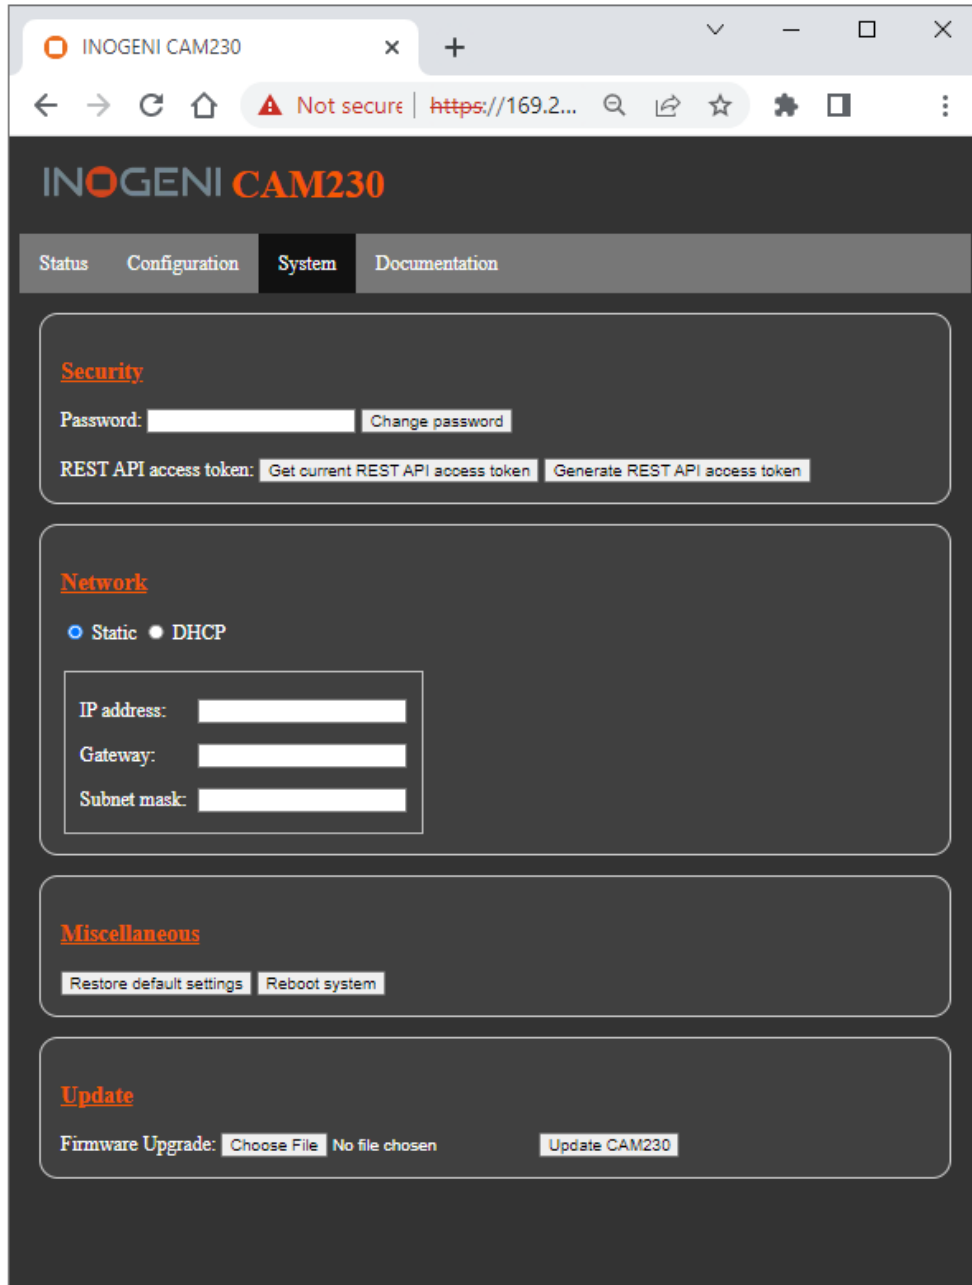 INOGENI CAM230
Not secure https://169.2...
INOGENI CAM230
Status Configuration System Documentation
Security
Password: Change password
REST API access token: Get current REST API access token Generate REST API access token
Network
Static DHCP
IP address:
Gateway:
Subnet mask:
Miscellaneous
Restore default settings Reboot system
Update
Firmware Upgrade: Choose File No file chosen Update CAM230